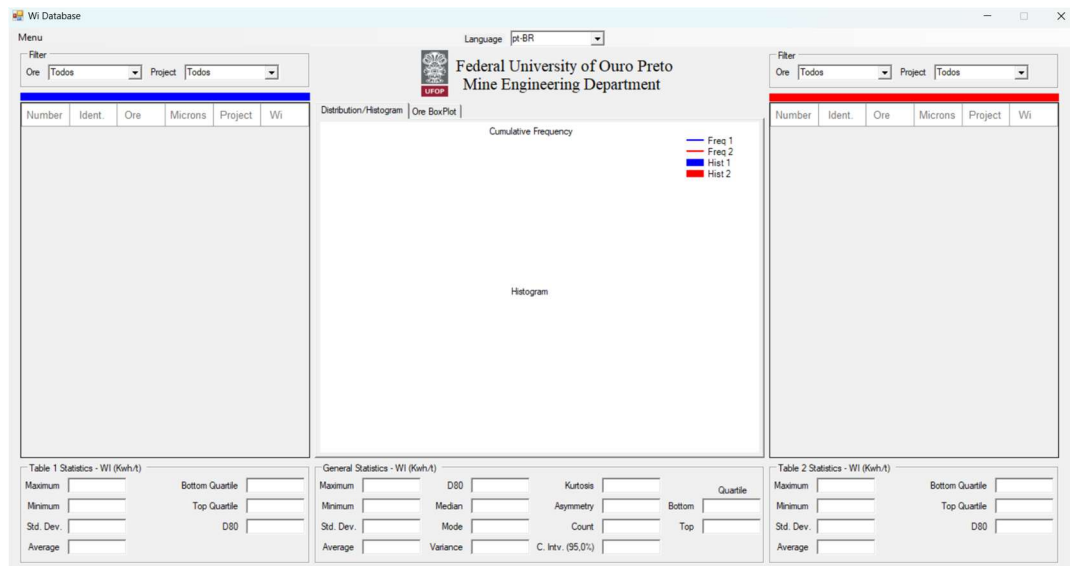 Wi Database
Menu
Language pt-BR
Filter
Ore Todos Project Todos
UFOP
Federal University of Ouro Preto
Mine Engineering Department
Filter
Ore Todos Project Todos
Number Ident. Ore Microns Project Wi
Distribution/Histogram Ore BoxPlot
Cumulative Frequency
Freq 1
Freq 2
Hist 1
Hist 2
Histogram
Number Ident. Ore Microns Project Wi
Table 1 Statistics - WI (Kwh/t)
Maximum Bottom Quartile
Minimum Top Quartile
Std. Dev. D80
Average
General Statistics - WI (Kwh/t)
Maximum D80 Kurtosis Quartile
Minimum Median Asymmetry Bottom
Std. Dev. Mode Count Top
Average Variance C. Intv. (95,0%)
Table 2 Statistics - WI (Kwh/t)
Maximum Bottom Quartile
Minimum Top Quartile
Std. Dev. D80
Average